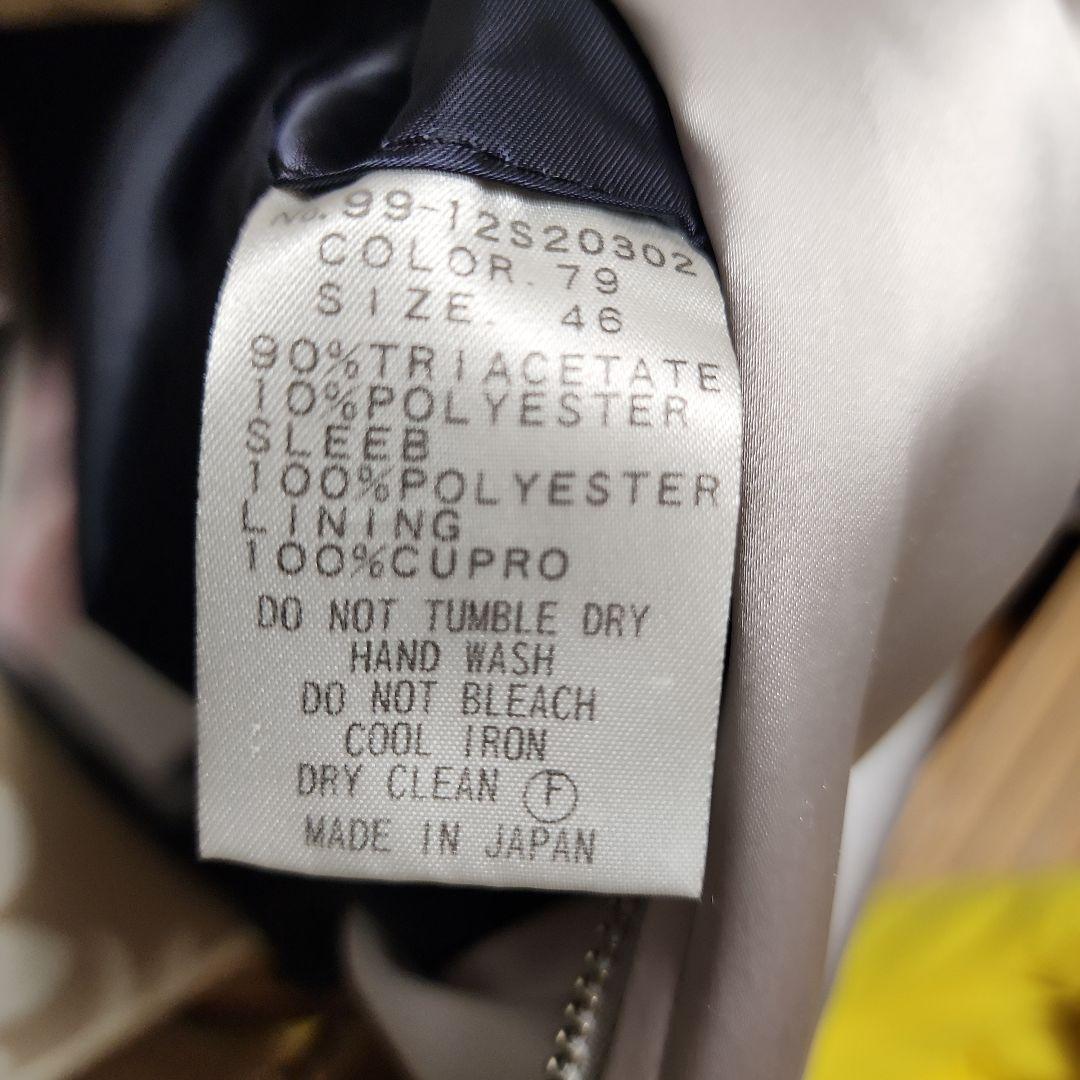 No. 99-12S20302
COLOR. 79
SIZE. 46
90%TRIACETATE
10%POLYESTER
SLEEB
100%POLYESTER
LINING
100%CUPRO
DO NOT TUMBLE DRY
HAND WASH
DO NOT BLEACH
COOL IRON
DRY CLEAN Ⓕ
MADE IN JAPAN